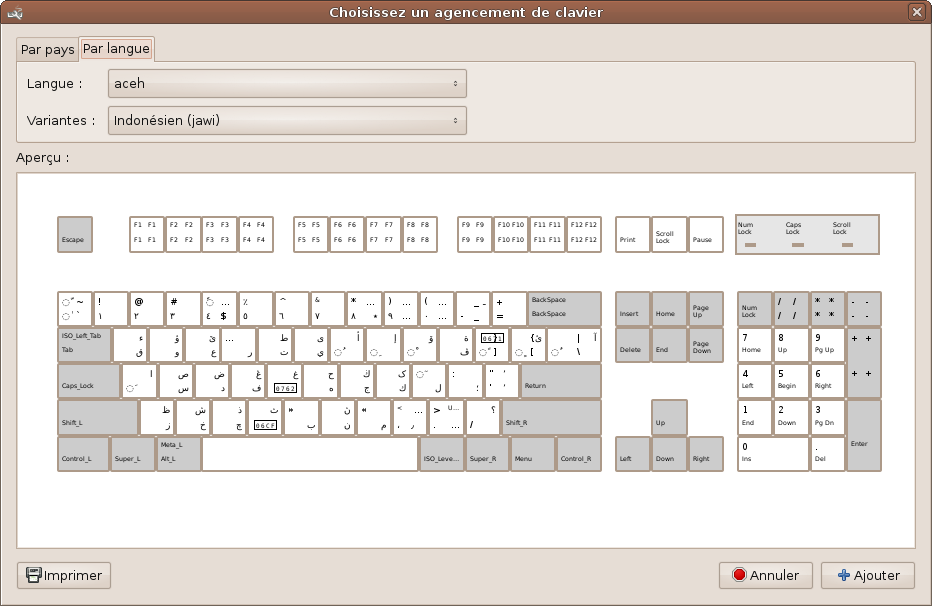 Choisissez un agencement de clavier
Par pays Par langue
Langue : aceh
Variantes : Indonésien (jawi)
Aperçu :
F1 F1 F2 F2 F3 F3 F4 F4 F5 F5 F6 F6 F7 F7 F8 F8 F9 F9 F10 F10 F11 F11 F12 F12 Num Lock Caps Lock Scroll Lock
Escape F1 F1 F2 F2 F3 F3 F4 F4 F5 F5 F6 F6 F7 F7 F8 F8 F9 F9 F10 F10 F11 F11 F12 F12 Print Scroll Lock Pause
~ ! @ # … ٪ ^ & * … ) … ( … _ - + BackSpace / / * * - -
١ ٢ ٣ ٤ $ ٥ ٦ ٧ ٨ ٩ … · … - = BackSpace Insert Home Page Up Num Lock / / * * - -
ISO_Left_Tab ء ؤ ئ … ط ى أ إ ؤ ة 0621 { ئ | آ 7 8 9 + +
Tab ق و ع ر ت ي ف ] [ \ Delete End Page Down Home Up Pg Up
ا ص ض غ ع ح ک : " ' 4 5 6 + +
Caps_Lock س د ف 0762 ه ج ك ل ؛ ' ' Return Left Begin Right
ظ ش ذ ث » ن « < … > U… ؟ 1 2 3
Shift_L ز خ چ 06CF ب ن م ، … / Shift_R Up End Down Pg Dn Enter
Control_L Super_L Meta_L Alt_L ISO_Leve… Super_R Menu Control_R Left Down Right 0 Ins . Del
Imprimer Annuler Ajouter